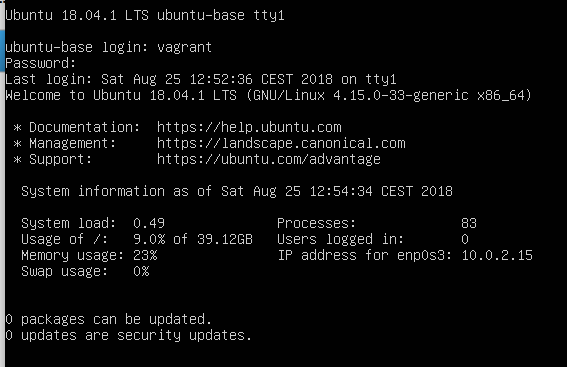 Ubuntu 18.04.1 LTS ubuntu-base tty1
ubuntu-base login: vagrant
Password:
Last login: Sat Aug 25 12:52:36 CEST 2018 on tty1
Welcome to Ubuntu 18.04.1 LTS (GNU/Linux 4.15.0-33-generic x86_64)
* Documentation:  https://help.ubuntu.com
* Management:     https://landscape.canonical.com
* Support:        https://ubuntu.com/advantage
System information as of Sat Aug 25 12:54:34 CEST 2018
System load:  0.49              Processes:             83
Usage of /:   9.0% of 39.12GB   Users logged in:       0
Memory usage: 23%               IP address for enp0s3: 10.0.2.15
Swap usage:   0%
0 packages can be updated.
0 updates are security updates.